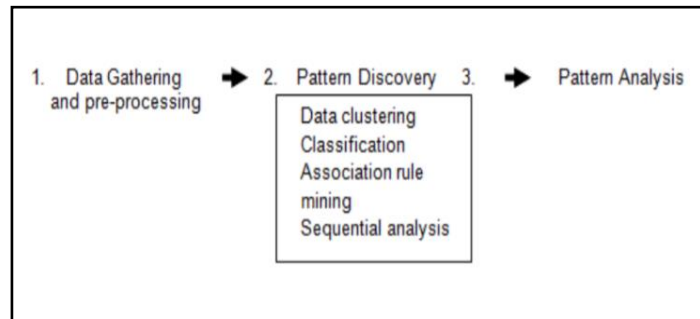 1. Data Gathering and pre-processing
2. Pattern Discovery
Data clustering
Classification
Association rule
mining
Sequential analysis
3. Pattern Analysis